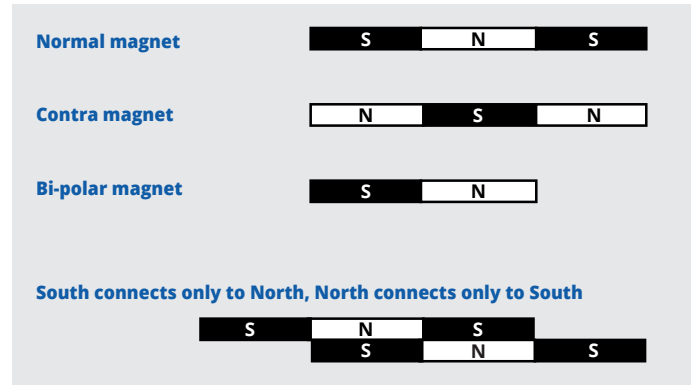 Normal magnet S N S
Contra magnet N S N
Bi-polar magnet S N
South connects only to North, North connects only to South
S N S
S N S